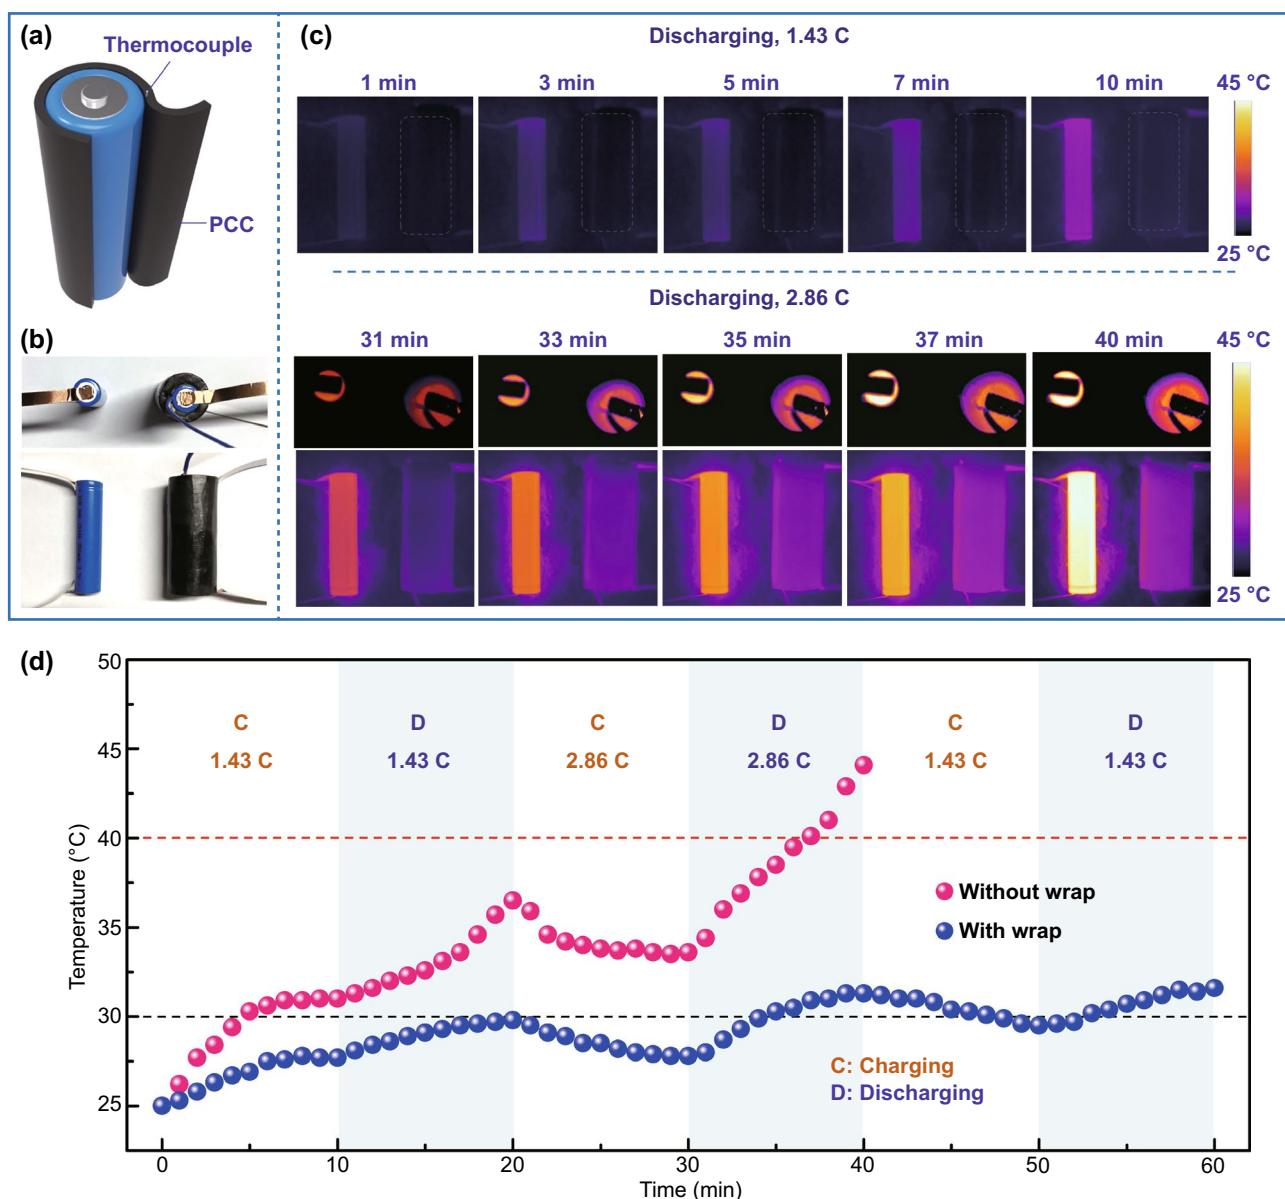 (a)
Thermocouple
PCC
(b)
(c)
Discharging, 1.43 C
1 min 3 min 5 min 7 min 10 min
45 °C
25 °C
Discharging, 2.86 C
31 min 33 min 35 min 37 min 40 min
45 °C
25 °C
(d)
Temperature (°C)
50
45
40
35
30
25
C D C D C D
1.43 C 1.43 C 2.86 C 2.86 C 1.43 C 1.43 C
Without wrap
With wrap
C: Charging
D: Discharging
0 10 20 30 40 50 60
Time (min)